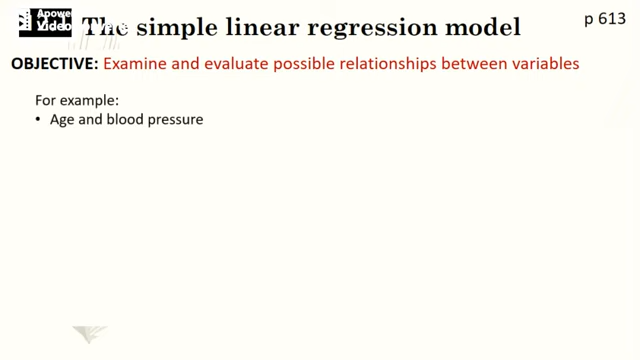 The simple linear regression model
p 613
OBJECTIVE: Examine and evaluate possible relationships between variables
For example:
• Age and blood pressure